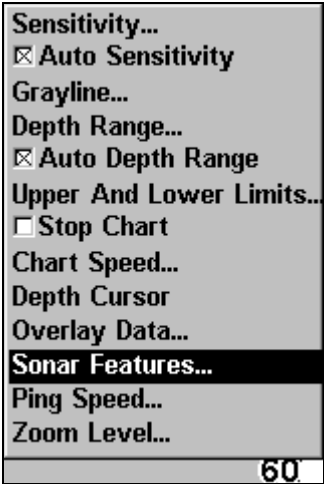 Sensitivity...
Auto Sensitivity
Grayline...
Depth Range...
Auto Depth Range
Upper And Lower Limits...
Stop Chart
Chart Speed...
Depth Cursor
Overlay Data...
Sonar Features...
Ping Speed...
Zoom Level...
60